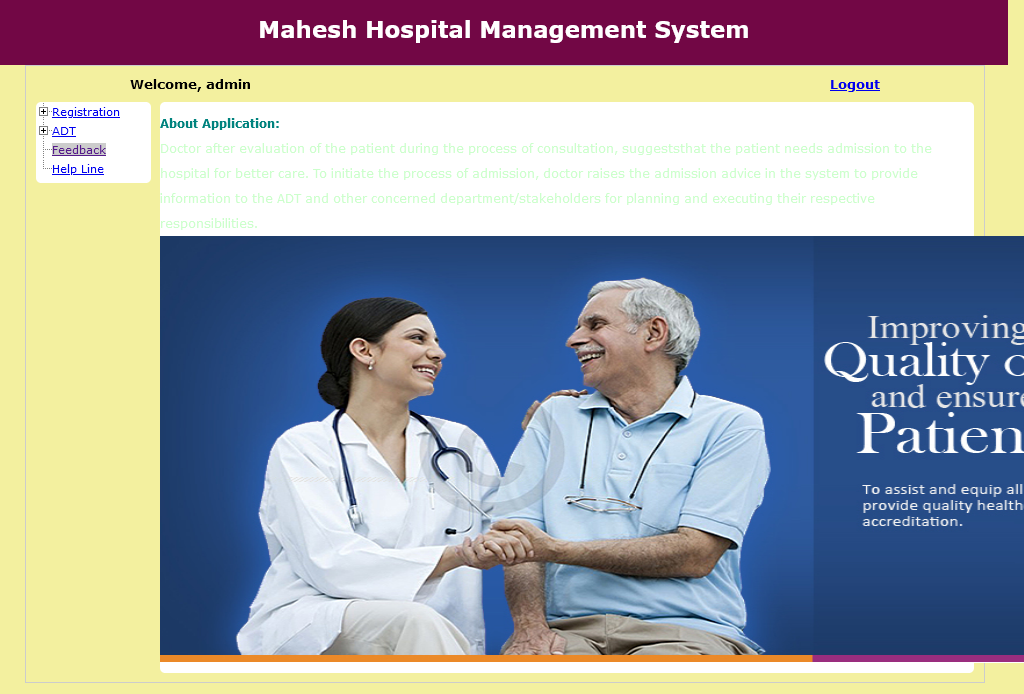 Mahesh Hospital Management System
Welcome, admin
Logout
Registration
ADT
Feedback
Help Line
About Application:
Doctor after evaluation of the patient during the process of consultation, suggeststhat the patient needs admission to the
hospital for better care. To initiate the process of admission, doctor raises the admission advice in the system to provide
information to the ADT and other concerned department/stakeholders for planning and executing their respective
responsibilities.
Improving
Quality o
and ensure
Patien
To assist and equip all
provide quality health
accreditation.